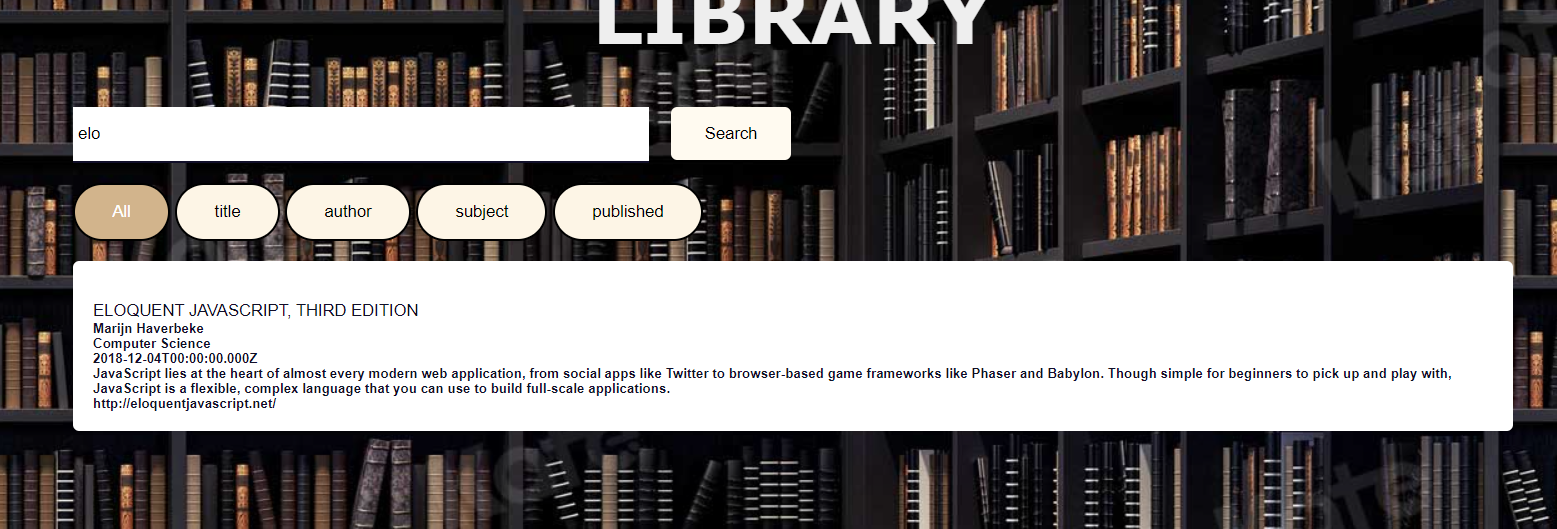 LIBRARY
elo
Search
All
title
author
subject
published
ELOQUENT JAVASCRIPT, THIRD EDITION
Marijn Haverbeke
Computer Science
2018-12-04T00:00:00.000Z
JavaScript lies at the heart of almost every modern web application, from social apps like Twitter to browser-based game frameworks like Phaser and Babylon. Though simple for beginners to pick up and play with,
JavaScript is a flexible, complex language that you can use to build full-scale applications.
http://eloquentjavascript.net/